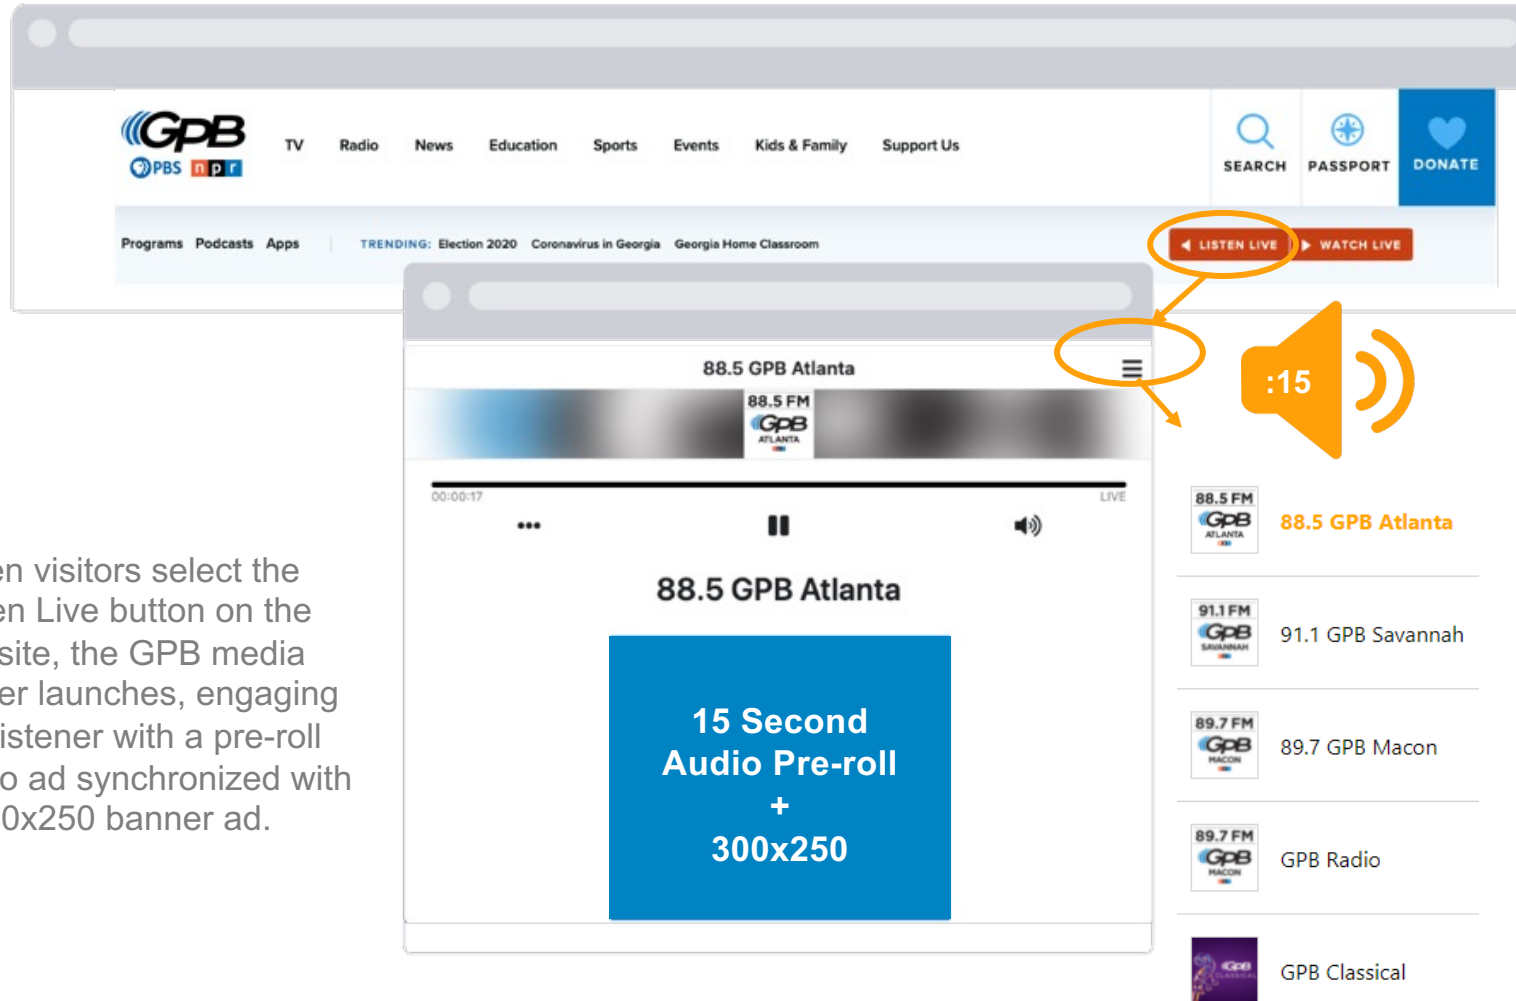 GPB
PBS npr
TV Radio News Education Sports Events Kids & Family Support Us
SEARCH PASSPORT DONATE
Programs Podcasts Apps TRENDING: Election 2020 Coronavirus in Georgia Georgia Home Classroom
LISTEN LIVE WATCH LIVE
88.5 GPB Atlanta
88.5 FM
GPB
ATLANTA
00:00:17 LIVE
88.5 GPB Atlanta
15 Second
Audio Pre-roll
+
300x250
:15
88.5 FM
GPB
ATLANTA
88.5 GPB Atlanta
91.1 FM
GPB
SAVANNAH
91.1 GPB Savannah
89.7 FM
GPB
MACON
89.7 GPB Macon
89.7 FM
GPB
MACON
GPB Radio
GPB
CLASSICAL
GPB Classical
en visitors select the
en Live button on the
site, the GPB media
er launches, engaging
istener with a pre-roll
o ad synchronized with
0x250 banner ad.